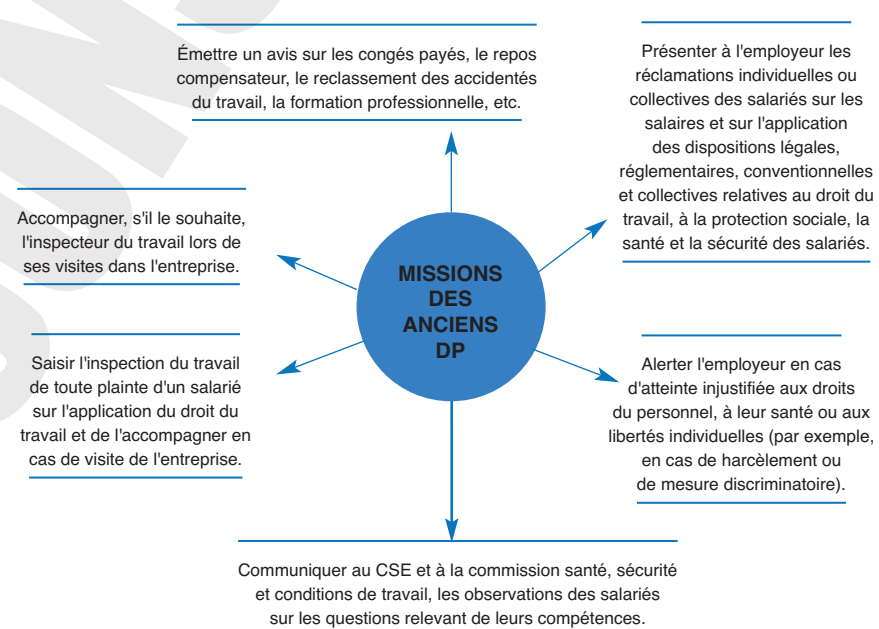 Émettre un avis sur les congés payés, le repos
compensateur, le reclassement des accidentés
du travail, la formation professionnelle, etc.
Présenter à l'employeur les
réclamations individuelles ou
collectives des salariés sur les
salaires et sur l'application
des dispositions légales,
réglementaires, conventionnelles
et collectives relatives au droit du
travail, à la protection sociale, la
santé et la sécurité des salariés.
Accompagner, s'il le souhaite,
l'inspecteur du travail lors de
ses visites dans l'entreprise.
MISSIONS
DES
ANCIENS
DP
Saisir l'inspection du travail
de toute plainte d'un salarié
sur l'application du droit du
travail et de l'accompagner en
cas de visite de l'entreprise.
Alerter l'employeur en cas
d'atteinte injustifiée aux droits
du personnel, à leur santé ou aux
libertés individuelles (par exemple,
en cas de harcèlement ou
de mesure discriminatoire).
Communiquer au CSE et à la commission santé, sécurité
et conditions de travail, les observations des salariés
sur les questions relevant de leurs compétences.